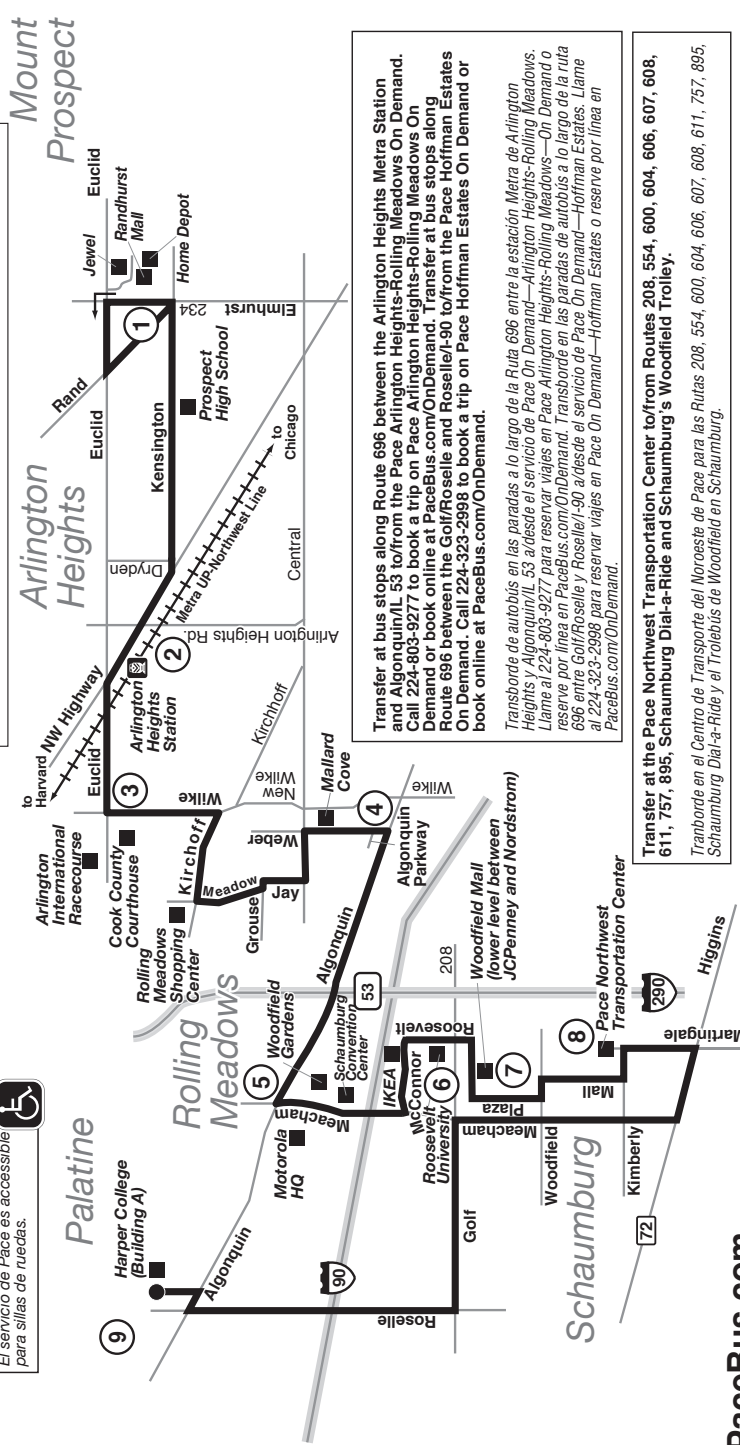 El servicio de Pace es accesible
para sillas de ruedas.
Mount
Prospect
Arlington
Heights
Palatine
Rolling
Meadows
Schaumburg
Euclid
Jewel
Randhurst
Mall
Home Depot
Rand
1
234
Elmhurst
Euclid
Kensington
Prospect
High School
Dryden
to
Chicago
Metra UP-Northwest Line
Central
Arlington Heights Rd.
2
NW Highway
to
Harvard
Arlington
Heights
Station
Euclid
3
Arlington
International
Racecourse
Cook County
Courthouse
Wilke
Kirchhoff
New
Wilke
Kirchoff
Rolling
Meadows
Shopping
Center
Meadow
Grouse
Jay
Weber
Mallard
Cove
4
Wilke
Algonquin
Parkway
Algonquin
53
Woodfield
Gardens
5
Schaumburg
Convention
Center
Meacham
Motorola
HQ
IKEA
McConnor
Roosevelt
6
Roosevelt
University
208
Woodfield Mall
(lower level between
JCPenney and Nordstrom)
7
Plaza
Meacham
Woodfield
Mall
8
Pace Northwest
Transportation Center
290
Kimberly
Martingale
Higgins
72
Golf
90
Roselle
Algonquin
Harper College
(Building A)
9
Transfer at bus stops along Route 696 between the Arlington Heights Metra Station
and Algonquin/IL 53 to/from the Pace Arlington Heights-Rolling Meadows On Demand.
Call 224-803-9277 to book a trip on Pace Arlington Heights-Rolling Meadows On
Demand or book online at PaceBus.com/OnDemand. Transfer at bus stops along
Route 696 between the Golf/Roselle and Roselle/I-90 to/from the Pace Hoffman Estates
On Demand. Call 224-323-2998 to book a trip on Pace Hoffman Estates On Demand or
book online at PaceBus.com/OnDemand.
Transborde de autobús en las paradas a lo largo de la Ruta 696 entre la estación Metra de Arlington
Heights y Algonquin/IL 53 a/desde el servicio de Pace On Demand—Arlington Heights-Rolling Meadows.
Llame al 224-803-9277 para reservar viajes en Pace Arlington Heights-Rolling Meadows—On Demand o
reserve por línea en PaceBus.com/OnDemand. Transborde en las paradas de autobús a lo largo de la ruta
696 entre Golf/Roselle y Roselle/I-90 a/desde el servicio de Pace On Demand—Hoffman Estates. Llame
al 224-323-2998 para reservar viajes en Pace On Demand—Hoffman Estates o reserve por línea en
PaceBus.com/OnDemand.
Transfer at the Pace Northwest Transportation Center to/from Routes 208, 554, 600, 604, 606, 607, 608,
611, 757, 895, Schaumburg Dial-a-Ride and Schaumburg's Woodfield Trolley.
Tranborde en el Centro de Transporte del Noroeste de Pace para las Rutas 208, 554, 600, 604, 606, 607, 608, 611, 757, 895,
Schaumburg Dial-a-Ride y el Trolebús de Woodfield en Schaumburg.
PaceBus.com